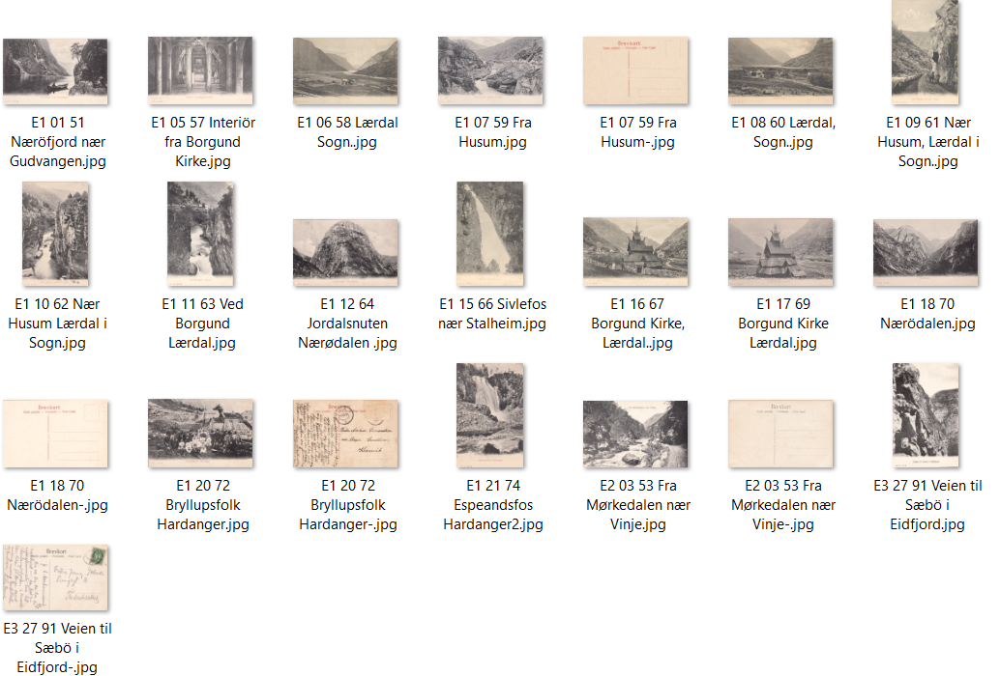 E1 01 51
Næröfjord nær
Gudvangen.jpg
E1 05 57 Interiör
fra Borgund
Kirke.jpg
E1 06 58 Lærdal
Sogn..jpg
E1 07 59 Fra
Husum.jpg
Brevkort
E1 07 59 Fra
Husum-.jpg
E1 08 60 Lærdal,
Sogn..jpg
E1 09 61 Nær
Husum, Lærdal i
Sogn..jpg
E1 10 62 Nær
Husum Lærdal i
Sogn.jpg
E1 11 63 Ved
Borgund
Lærdal.jpg
E1 12 64
Jordalsnuten
Nærødalen .jpg
E1 15 66 Sivlefos
nær Stalheim.jpg
E1 16 67
Borgund Kirke,
Lærdal..jpg
E1 17 69
Borgund Kirke
Lærdal.jpg
E1 18 70
Nærödalen.jpg
Brevkort
E1 18 70
Nærödalen-.jpg
E1 20 72
Bryllupsfolk
Hardanger.jpg
E1 20 72
Bryllupsfolk
Hardanger-.jpg
E1 21 74
Espeandsfos
Hardanger2.jpg
E2 03 53 Fra
Mørkedalen nær
Vinje.jpg
Brevkort
E2 03 53 Fra
Mørkedalen nær
Vinje-.jpg
E3 27 91 Veien til
Sæbö i
Eidfjord.jpg
Brevkort
E3 27 91 Veien til
Sæbö i
Eidfjord-.jpg